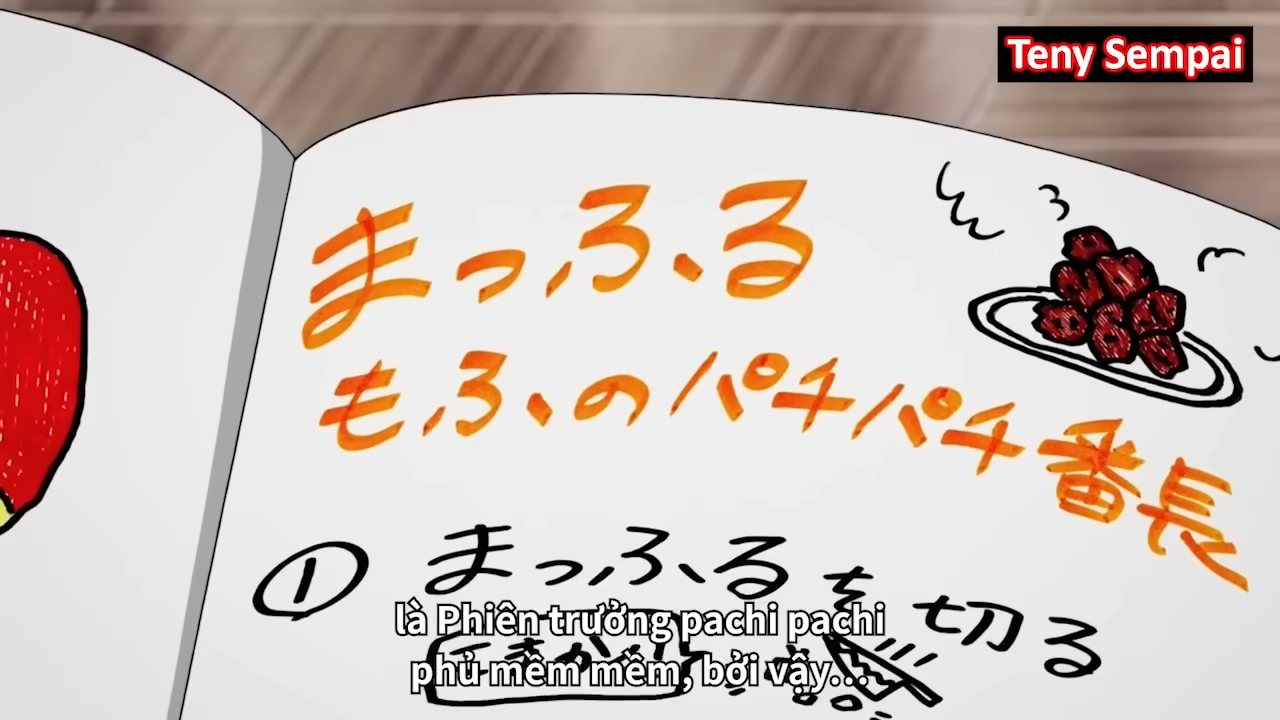 Teny Sempai
まっふる
もふのパチパチ番長
① まっふるを切る
là Phiên trưởng pachi pachi
phủ mềm mềm, bởi vậy...